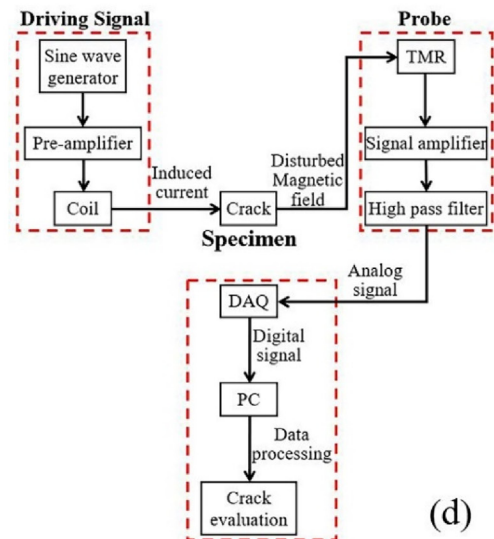 Driving Signal
Sine wave
generator
Pre-amplifier
Coil
Induced
current
Crack
Specimen
Disturbed
Magnetic
field
Probe
TMR
Signal amplifier
High pass filter
Analog
signal
DAQ
Digital
signal
PC
Data
processing
Crack
evaluation
(d)